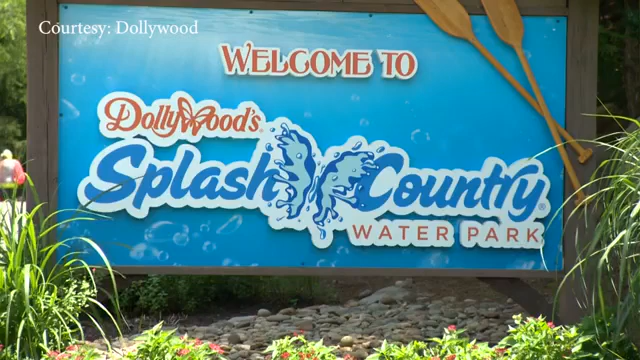 Courtesy: Dollywood
WELCOME TO
Dollywood's®
Splash Country®
WATER PARK